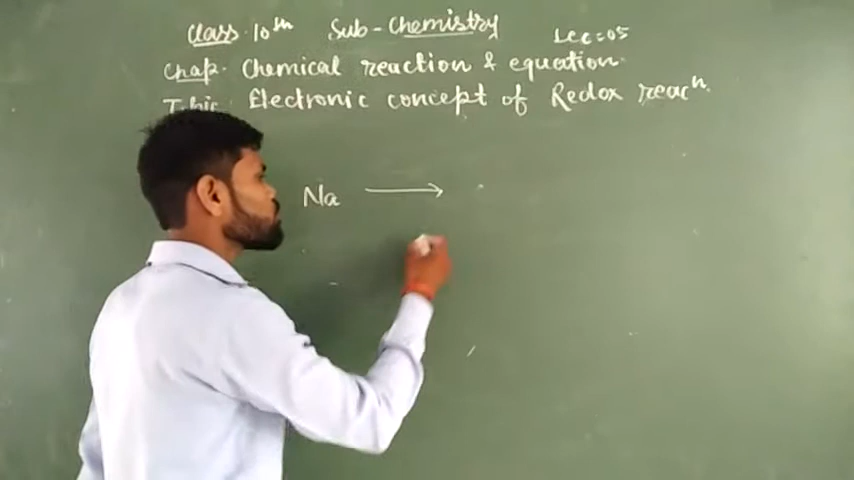 Class 10th Sub - Chemistry Lec=05
Chap. Chemical reaction & equation.
Topic Electronic concept of Redox reacn.
Na →